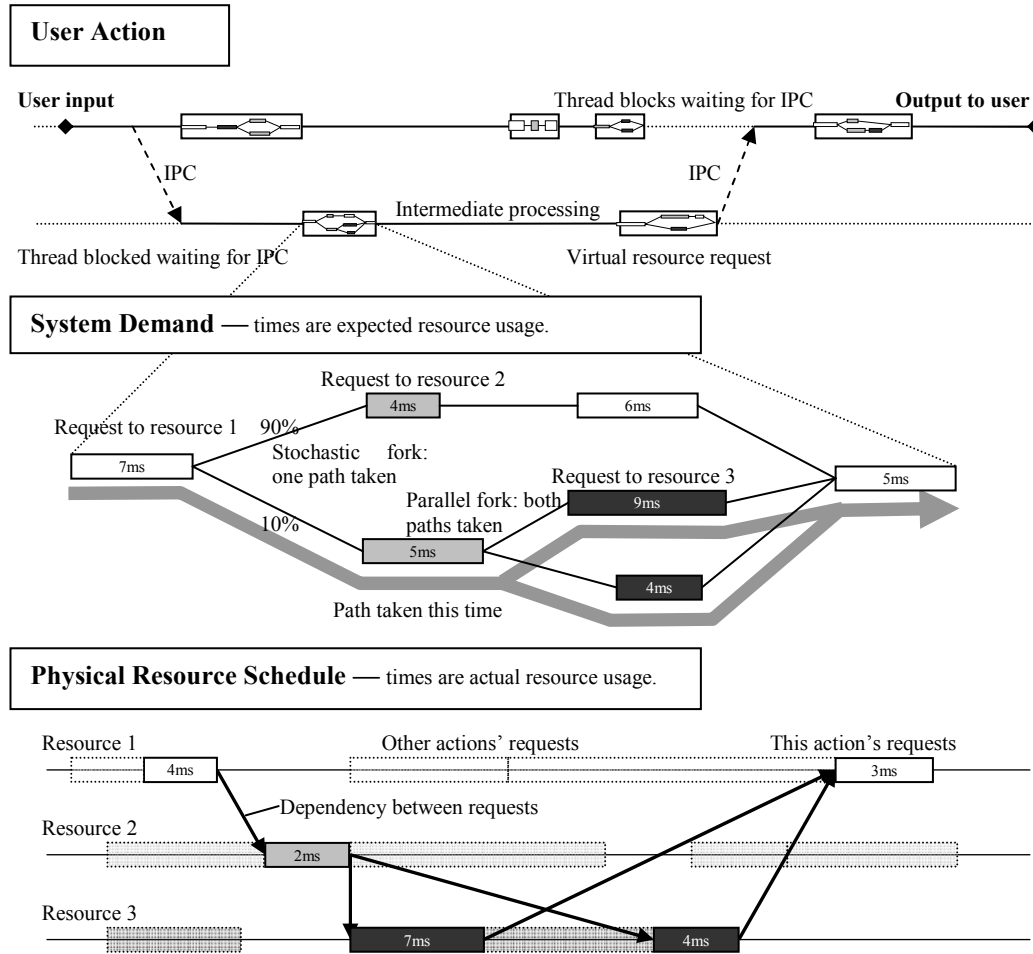 User Action
User input
Thread blocks waiting for IPC
Output to user
IPC
IPC
Intermediate processing
Thread blocked waiting for IPC
Virtual resource request
System Demand — times are expected resource usage.
Request to resource 2
4ms
6ms
Request to resource 1
90%
7ms
Stochastic fork:
one path taken
Request to resource 3
5ms
Parallel fork: both
paths taken
9ms
10%
5ms
4ms
Path taken this time
Physical Resource Schedule — times are actual resource usage.
Resource 1
Other actions' requests
This action's requests
4ms
3ms
Dependency between requests
Resource 2
2ms
Resource 3
7ms
4ms